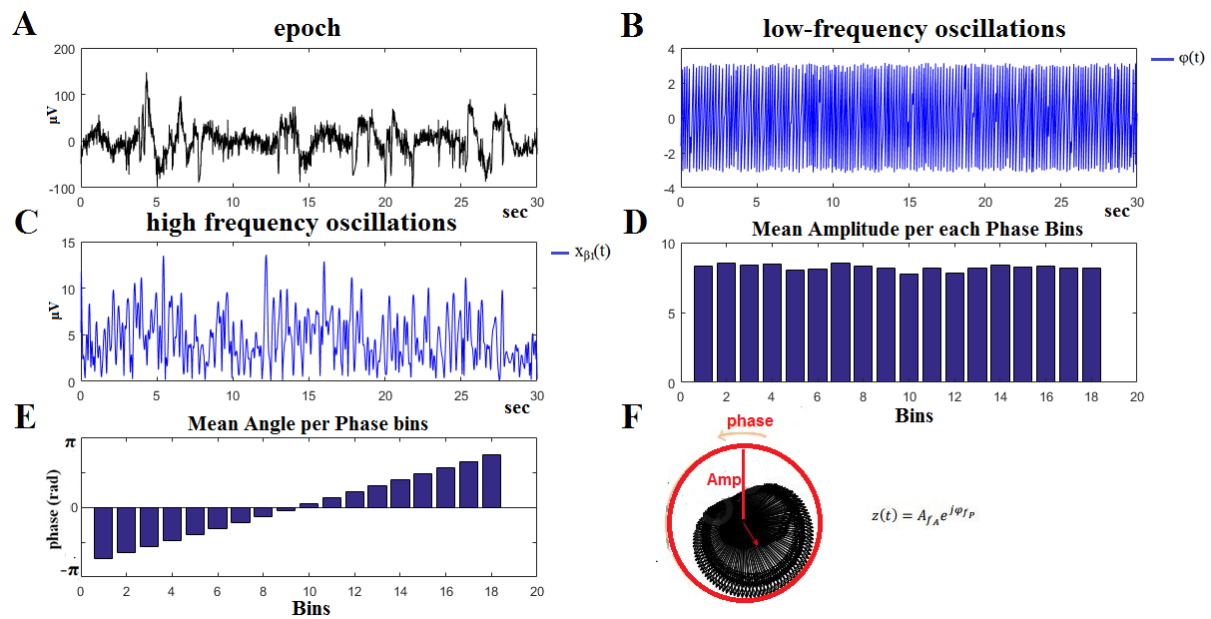 A
epoch
200
100
0
-100
μV
0 5 10 15 20 25 30
sec
B
low-frequency oscillations
4
2
0
-2
-4
0 5 10 15 20 25 30
sec
φ(t)
C
high frequency oscillations
15
10
5
0
μV
0 5 10 15 20 25 30
sec
xβ1(t)
D
Mean Amplitude per each Phase Bins
10
5
0
0 2 4 6 8 10 12 14 16 18 20
Bins
E
Mean Angle per Phase bins
π
0
-π
phase (rad)
0 2 4 6 8 10 12 14 16 18 20
Bins
F
phase
Amp
z(t) = A_{f_A} e^{jφ_{f_P}}